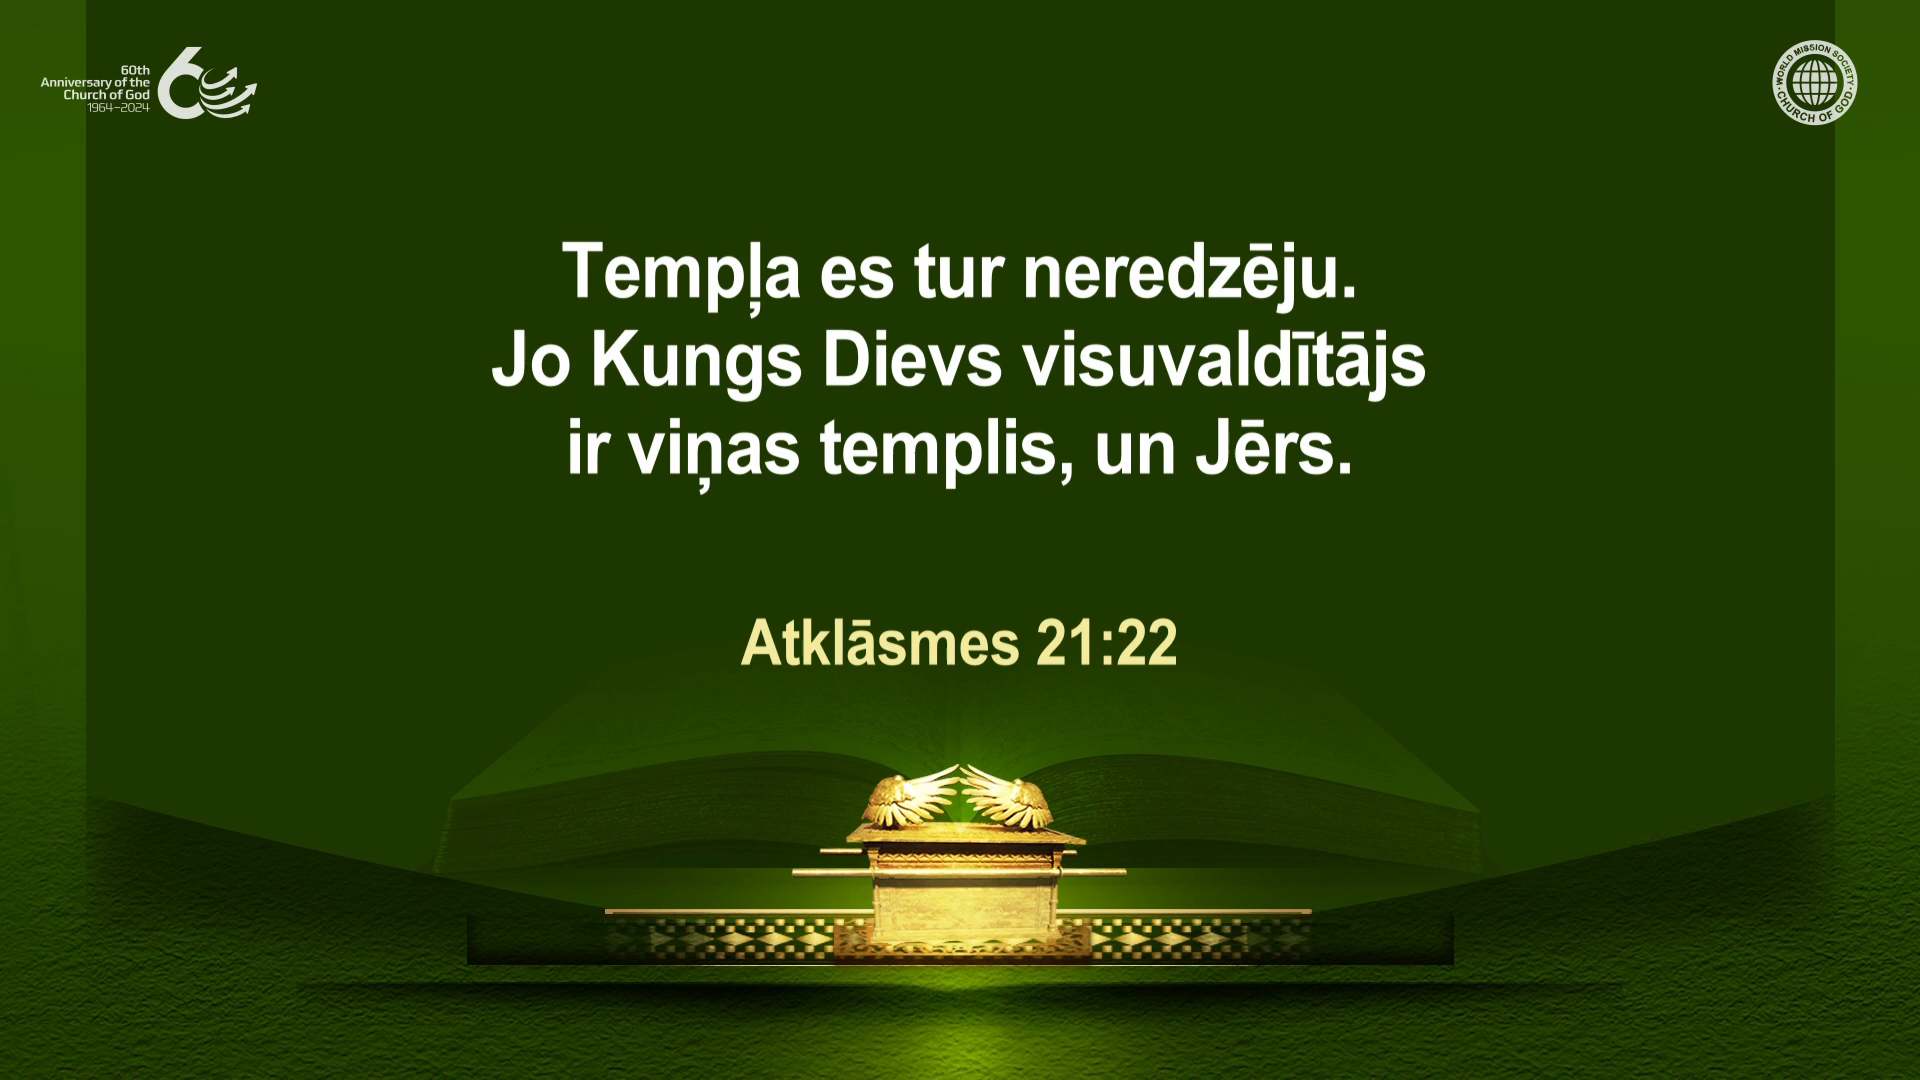 60th
Anniversary of the
Church of God
1964–2024
WORLD MISSION SOCIETY
CHURCH OF GOD
Tempļa es tur neredzēju.
Jo Kungs Dievs visuvaldītājs
ir viņas templis, un Jērs.
Atklāsmes 21:22